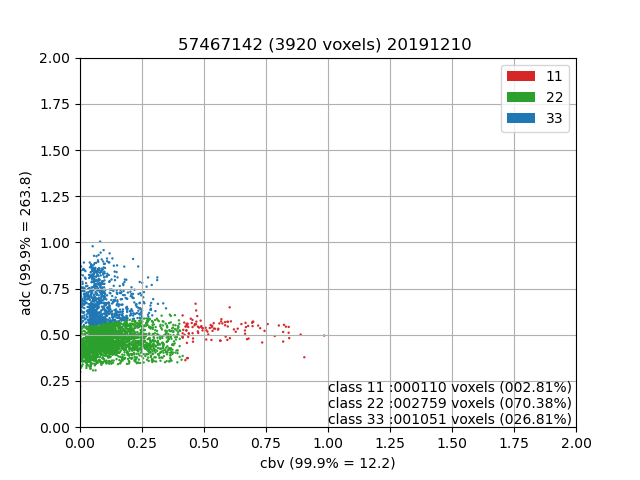 57467142 (3920 voxels) 20191210
2.00
1.75
1.50
1.25
1.00
0.75
0.50
0.25
0.00
adc (99.9% = 263.8)
11
22
33
class 11 :000110 voxels (002.81%)
class 22 :002759 voxels (070.38%)
class 33 :001051 voxels (026.81%)
0.00 0.25 0.50 0.75 1.00 1.25 1.50 1.75 2.00
cbv (99.9% = 12.2)